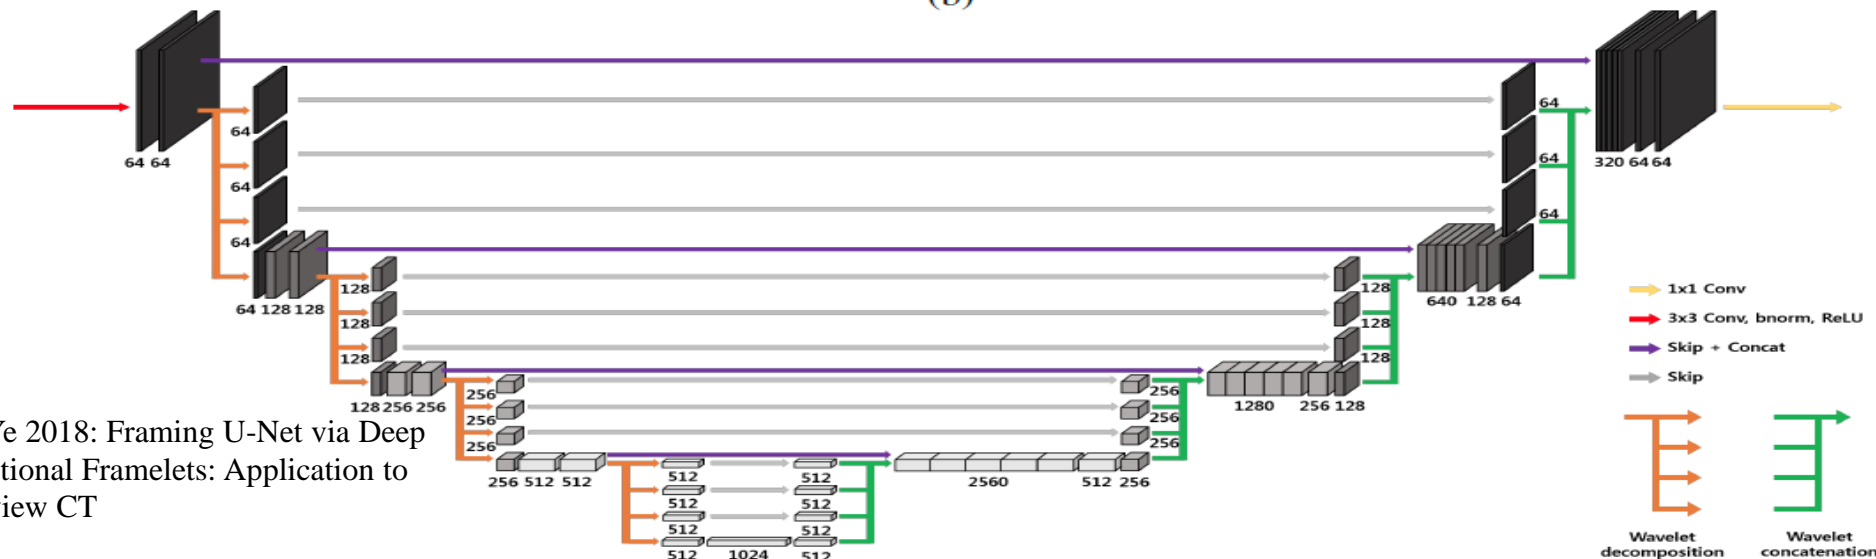 (b)
64
64 64
320 64 64
64
64
64
64
64
64
64 128 128
128
128
128
128
128
128
640 128 64
1x1 Conv
3x3 Conv, bnorm, ReLU
Skip + Concat
Skip
128 256 256
256
256
256
256
256
256
1280 256 128
Ye 2018: Framing U-Net via Deep
tional Framelets: Application to
view CT
256 512 512
512
512
512
512
512
512
2560 512 256
512 1024 512
Wavelet
decomposition
Wavelet
concatenation